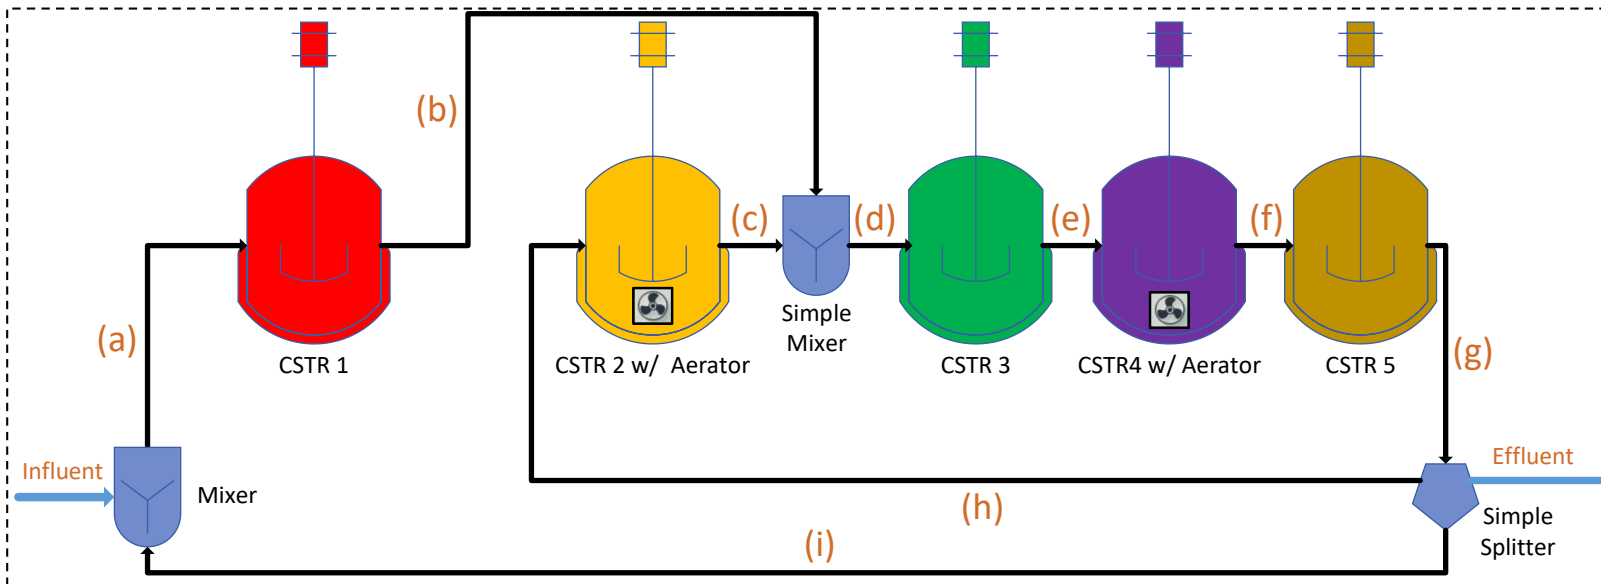 (b)
(c)
(d)
(e)
(f)
Simple
Mixer
(a)
CSTR 1
CSTR 2 w/  Aerator
CSTR 3
CSTR4 w/ Aerator
CSTR 5
(g)
Influent
Mixer
Effluent
(h)
Simple
Splitter
(i)